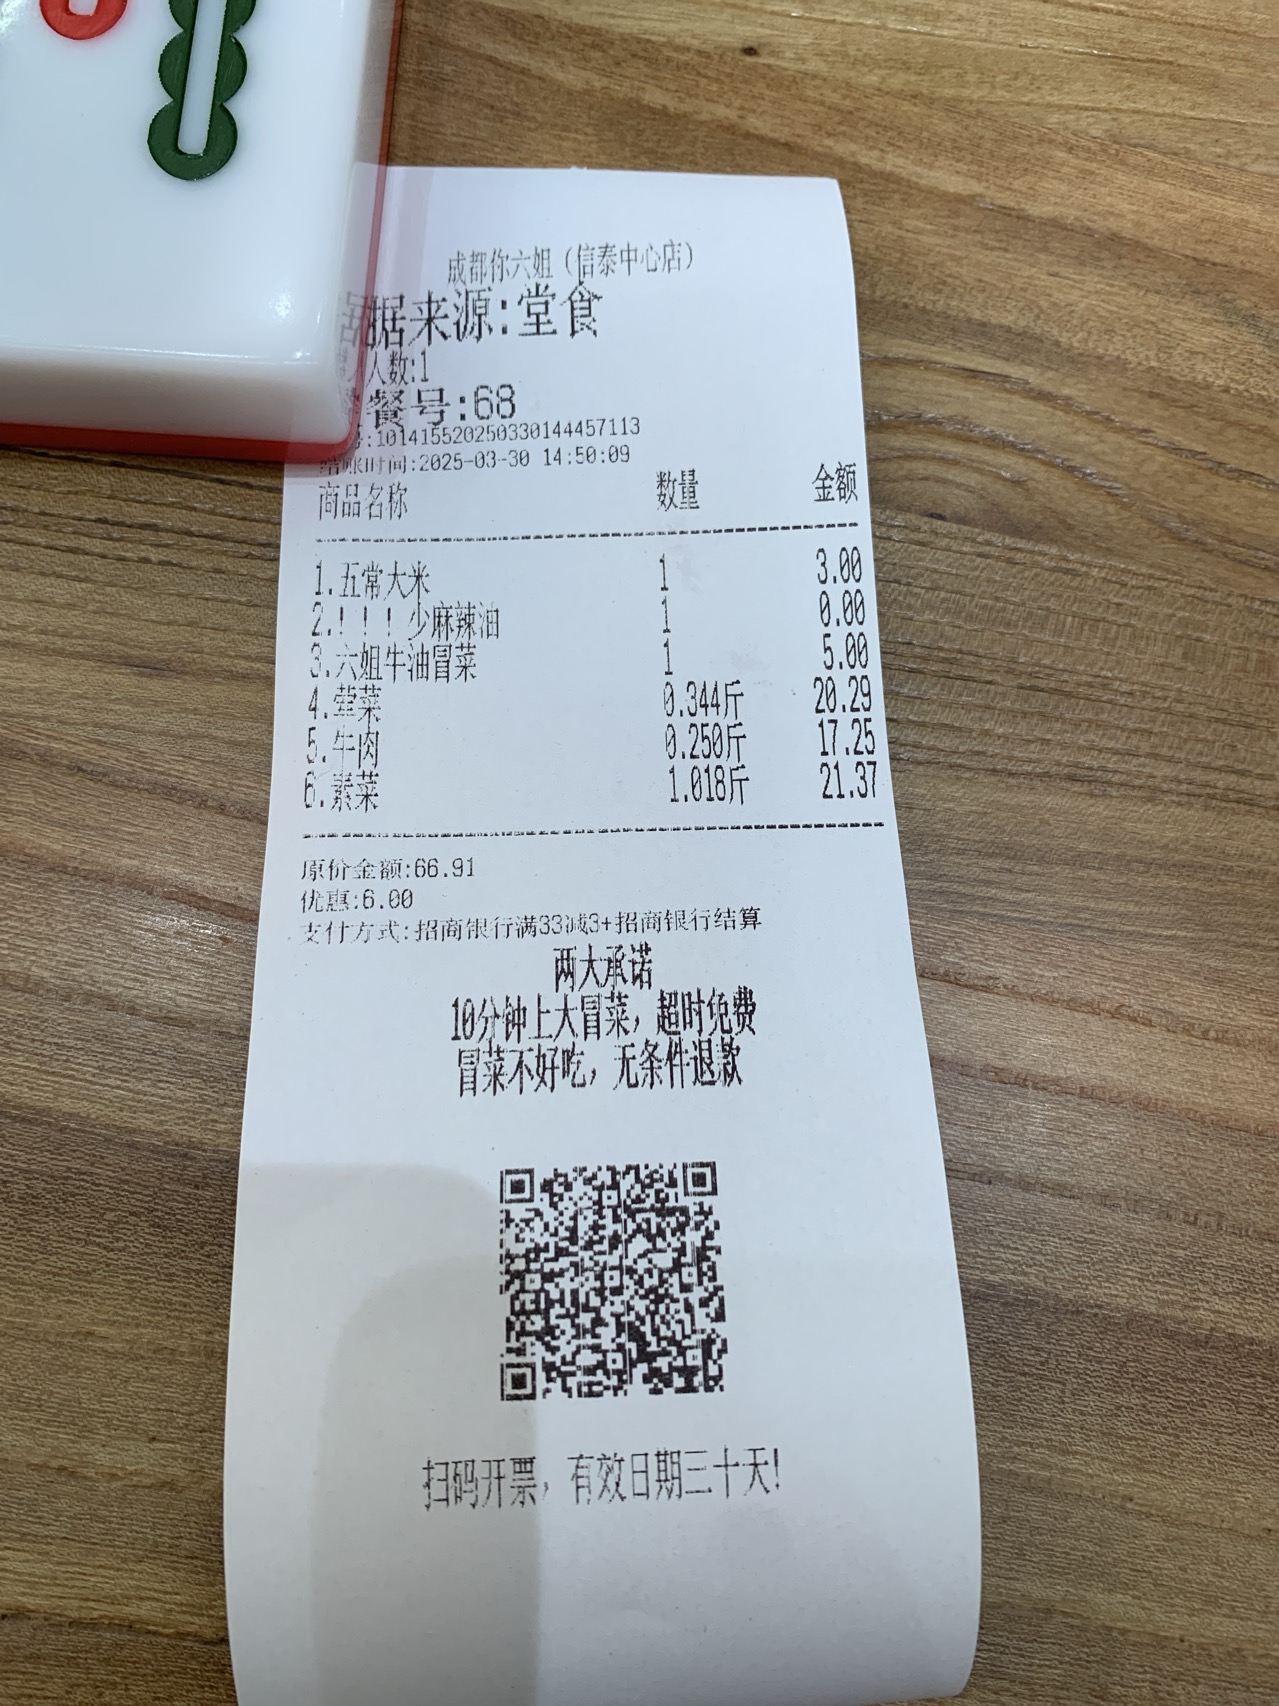 成都你六姐（信泰中心店）
据来源:堂食
人数:1
餐号:68
号:101415520250330144457113
结账时间:2025-03-30 14:50:09
商品名称 数量 金额
1.五常大米 1 3.00
2.！！！少麻辣油 1 0.00
3.六姐牛油冒菜 1 5.00
4.荤菜 0.344斤 20.29
5.牛肉 0.250斤 17.25
6.素菜 1.018斤 21.37
原价金额:66.91
优惠:6.00
支付方式:招商银行满33减3+招商银行结算
两大承诺
10分钟上大冒菜，超时免费
冒菜不好吃，无条件退款
扫码开票，有效日期三十天!